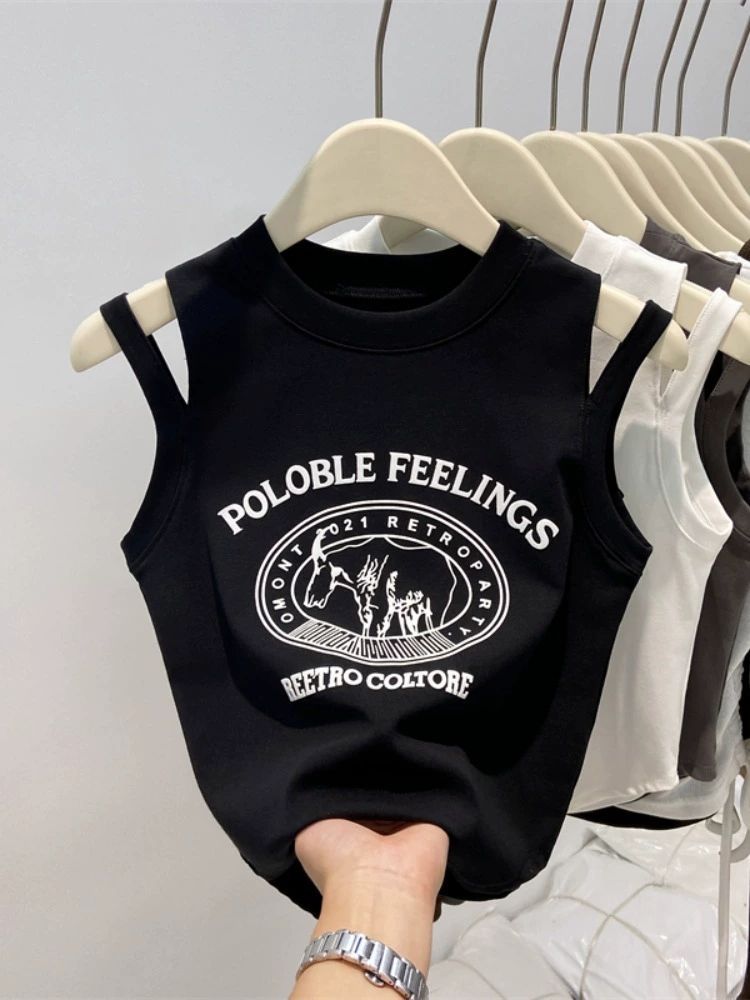 POLOBLE FEELINGS
OMONT 2021 RETROPARTY.
REETRO COLTORE